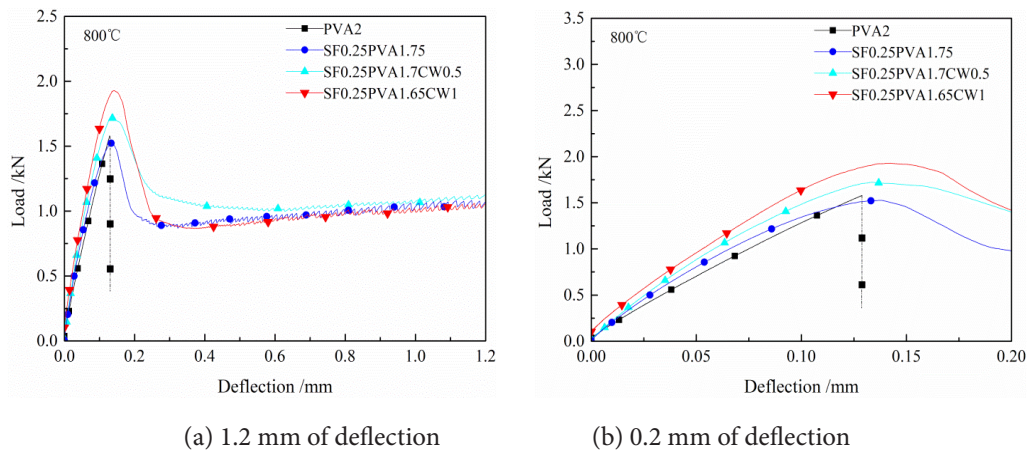 800℃
PVA2
SF0.25PVA1.75
SF0.25PVA1.7CW0.5
SF0.25PVA1.65CW1
Load /kN
2.5
2.0
1.5
1.0
0.5
0.0
0.0 0.2 0.4 0.6 0.8 1.0 1.2
Deflection /mm
(a) 1.2 mm of deflection
800℃
PVA2
SF0.25PVA1.75
SF0.25PVA1.7CW0.5
SF0.25PVA1.65CW1
Load /kN
3.5
3.0
2.5
2.0
1.5
1.0
0.5
0.0
0.00 0.05 0.10 0.15 0.20
Deflection /mm
(b) 0.2 mm of deflection